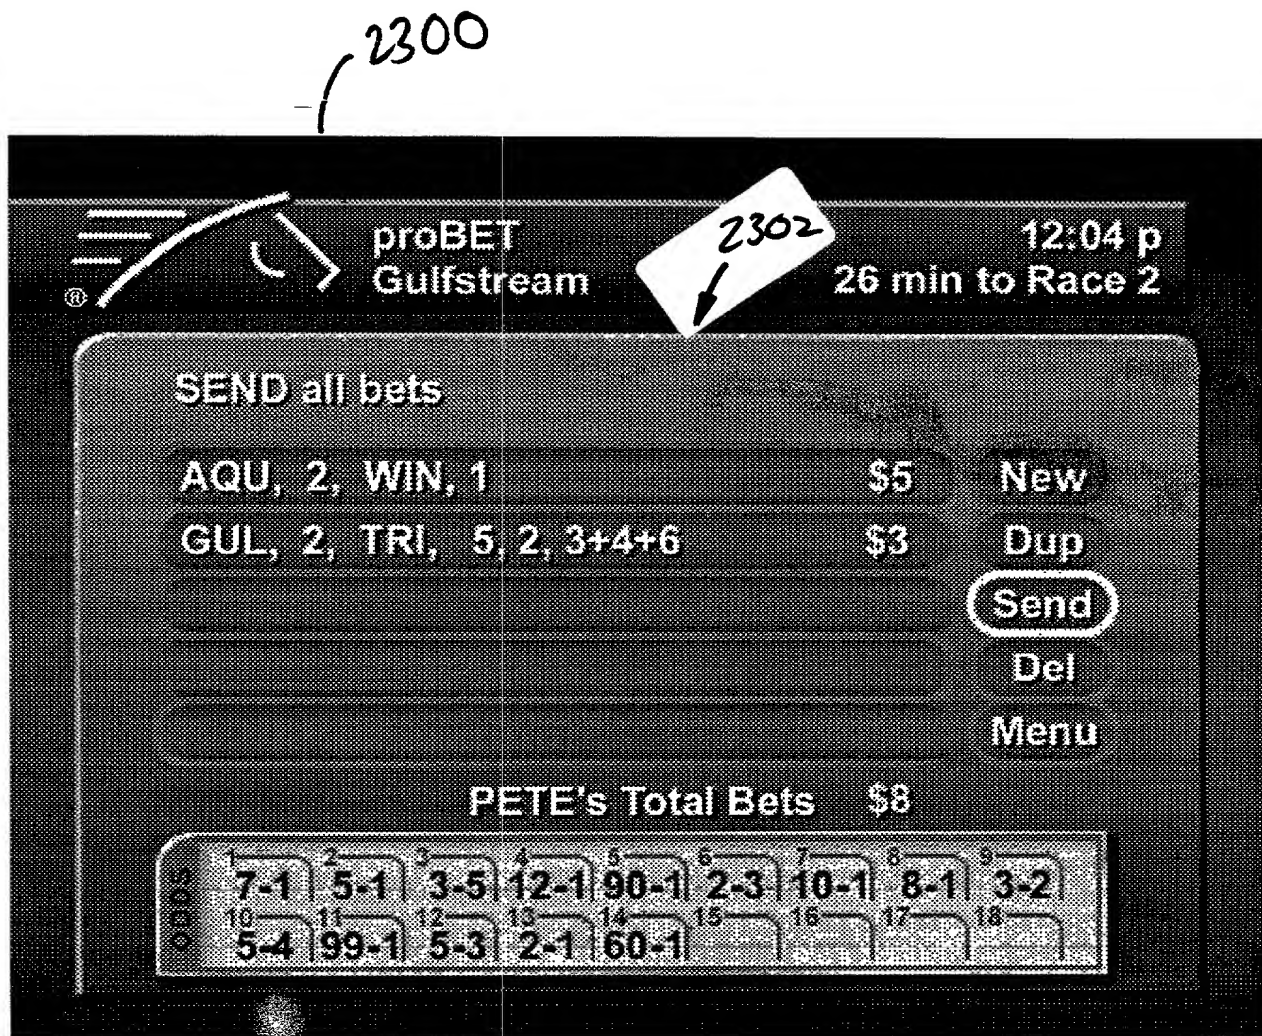 2300
proBET
Gulfstream
2302
12:04 p
26 min to Race 2
®
SEND all bets
AQU, 2, WIN, 1 $5
GUL, 2, TRI, 5, 2, 3+4+6 $3
New
Dup
Send
Del
Menu
PETE's Total Bets $8
ODDS
1 2 3 4 5 6 7 8 9
7-1 5-1 3-5 12-1 90-1 2-3 10-1 8-1 3-2
10 11 12 13 14 15 16 17 18
5-4 99-1 5-3 2-1 60-1